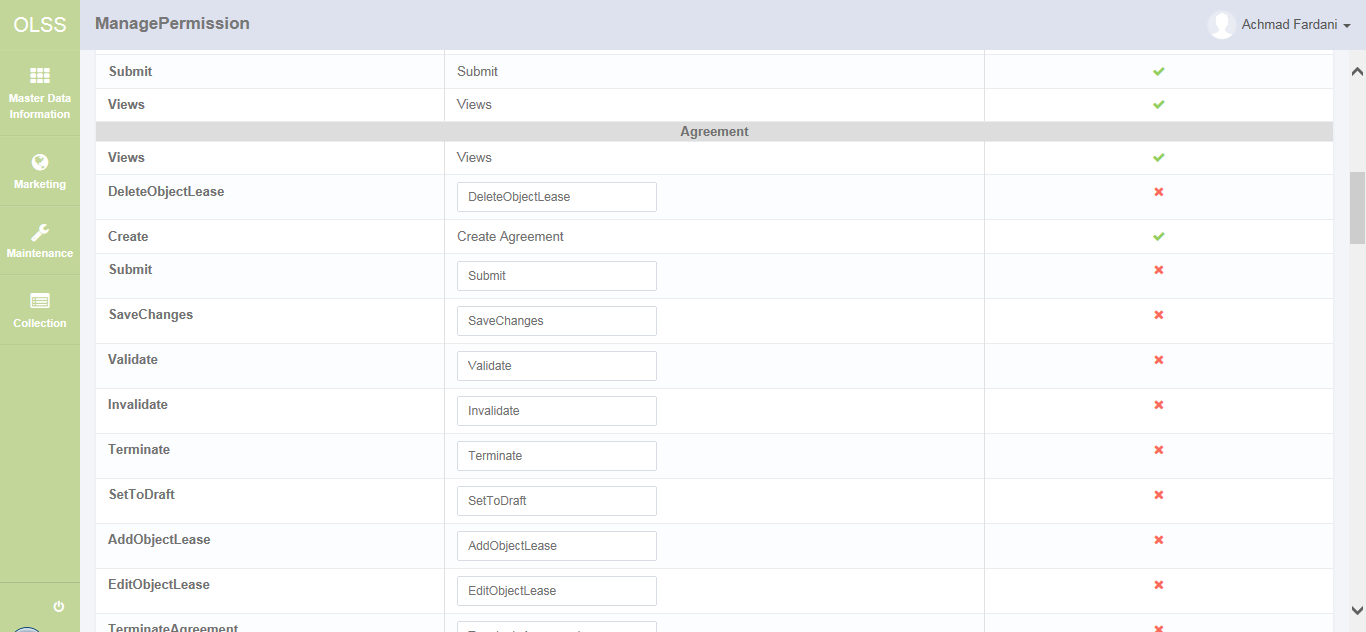 OLSS
ManagePermission
Achmad Fardani
Master Data
Information
Marketing
Maintenance
Collection
Submit Submit
Views Views
Agreement
Views Views
DeleteObjectLease DeleteObjectLease
Create Create Agreement
Submit Submit
SaveChanges SaveChanges
Validate Validate
Invalidate Invalidate
Terminate Terminate
SetToDraft SetToDraft
AddObjectLease AddObjectLease
EditObjectLease EditObjectLease
TerminateAgreement